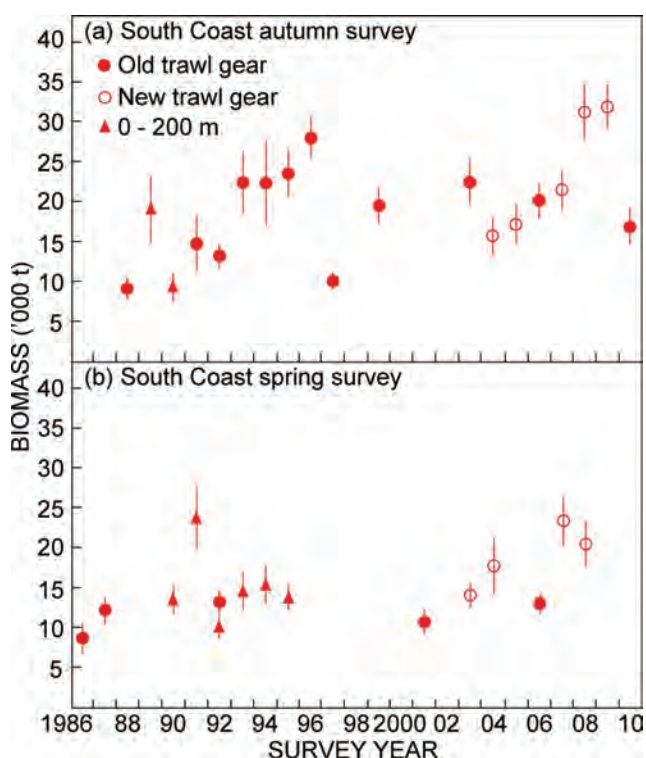 (a) South Coast autumn survey
Old trawl gear
New trawl gear
0 - 200 m
40
35
30
25
20
15
10
5
BIOMASS ('000 t)
(b) South Coast spring survey
40
35
30
25
20
15
10
5
1986 88 90 92 94 96 98 2000 02 04 06 08 10
SURVEY YEAR